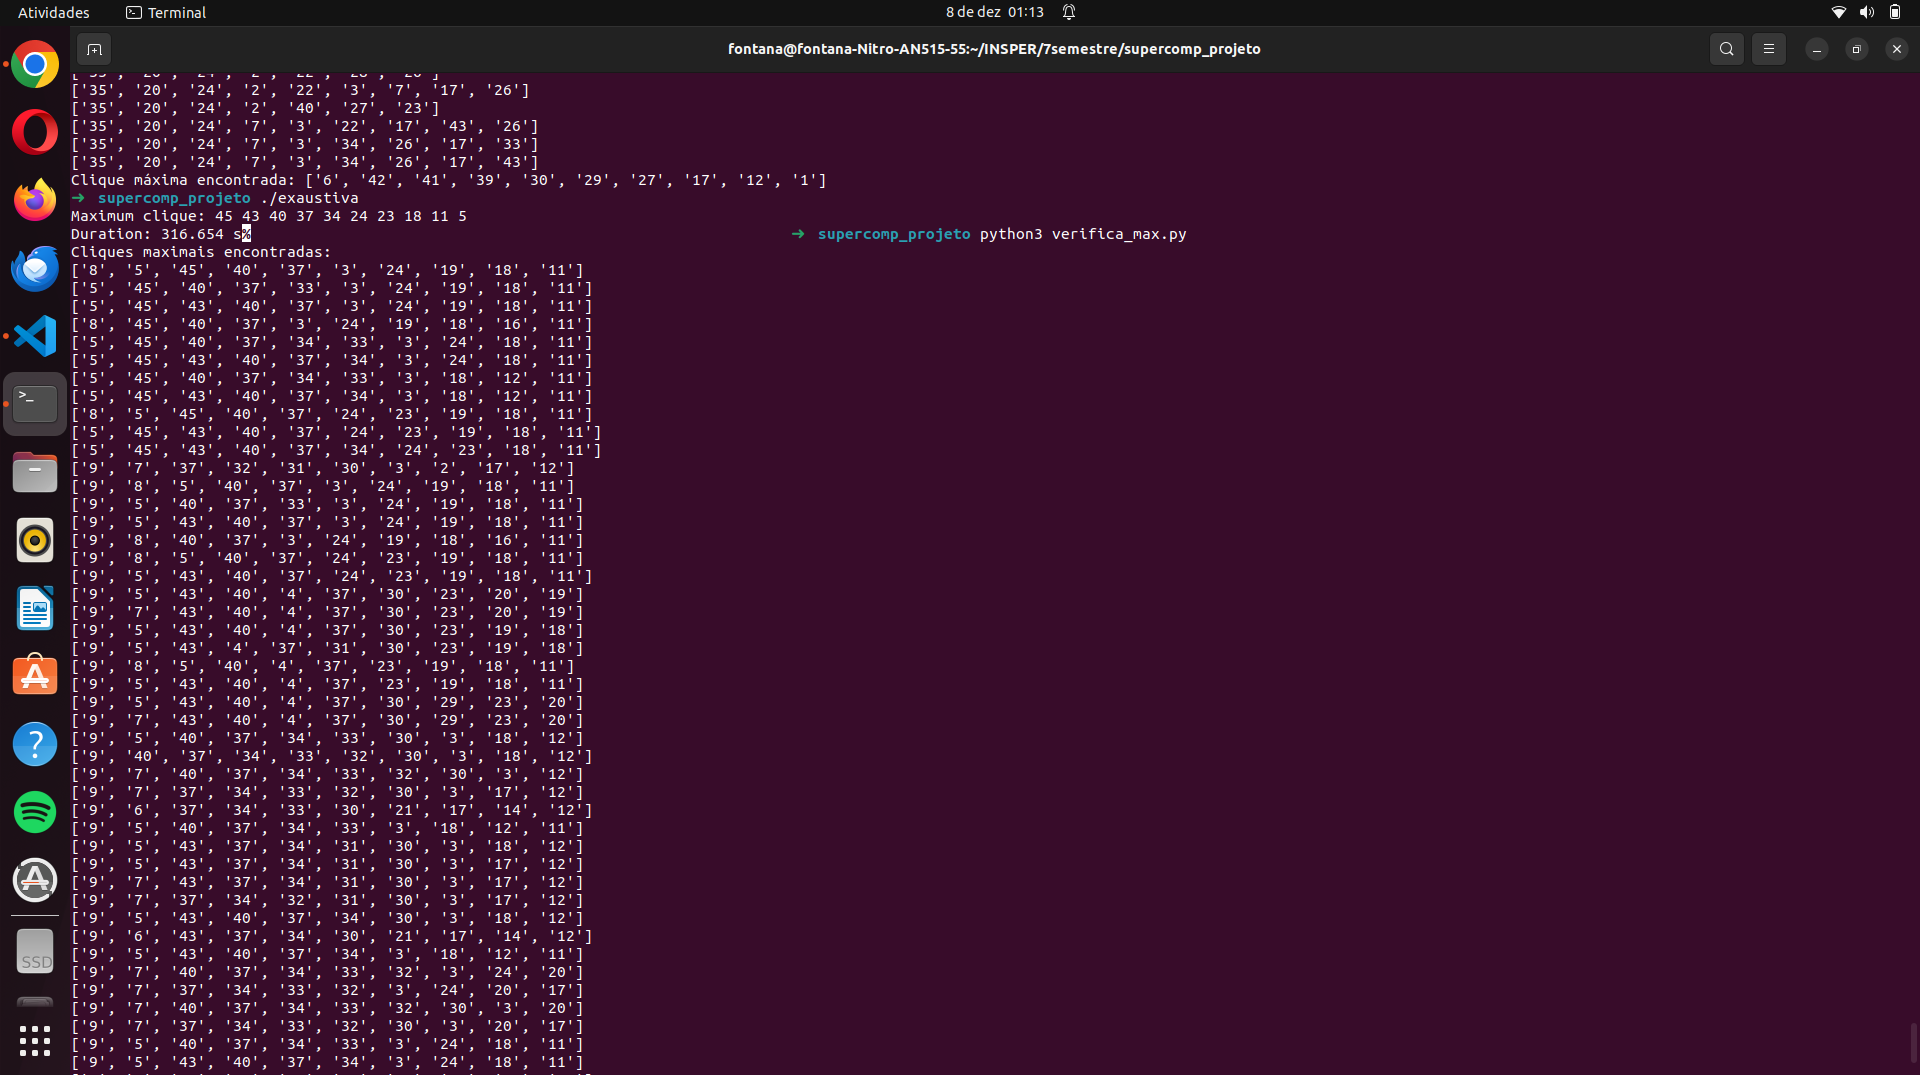 Atividades
Terminal
8 de dez 01:13
fontana@fontana-Nitro-AN515-55:~/INSPER/7semestre/supercomp_projeto
['35', '20', '24', '2', '22', '3', '7', '17', '26']
['35', '20', '24', '2', '40', '27', '23']
['35', '20', '24', '7', '3', '22', '17', '43', '26']
['35', '20', '24', '7', '3', '34', '26', '17', '33']
['35', '20', '24', '7', '3', '34', '26', '17', '43']
Clique máxima encontrada: ['6', '42', '41', '39', '30', '29', '27', '17', '12', '1']
➜ supercomp_projeto ./exaustiva
Maximum clique: 45 43 40 37 34 24 23 18 11 5
Duration: 316.654 s% ➜ supercomp_projeto python3 verifica_max.py
Cliques maximais encontradas:
['8', '5', '45', '40', '37', '3', '24', '19', '18', '11']
['5', '45', '40', '37', '33', '3', '24', '19', '18', '11']
['5', '45', '43', '40', '37', '3', '24', '19', '18', '11']
['8', '45', '40', '37', '3', '24', '19', '18', '16', '11']
['5', '45', '40', '37', '34', '33', '3', '24', '18', '11']
['5', '45', '43', '40', '37', '34', '3', '24', '18', '11']
['5', '45', '40', '37', '34', '33', '3', '18', '12', '11']
['5', '45', '43', '40', '37', '34', '3', '18', '12', '11']
['8', '5', '45', '40', '37', '24', '23', '19', '18', '11']
['5', '45', '43', '40', '37', '24', '23', '19', '18', '11']
['5', '45', '43', '40', '37', '34', '24', '23', '18', '11']
['9', '7', '37', '32', '31', '30', '3', '2', '17', '12']
['9', '8', '5', '40', '37', '3', '24', '19', '18', '11']
['9', '5', '40', '37', '33', '3', '24', '19', '18', '11']
['9', '5', '43', '40', '37', '3', '24', '19', '18', '11']
['9', '8', '40', '37', '3', '24', '19', '18', '16', '11']
['9', '8', '5', '40', '37', '24', '23', '19', '18', '11']
['9', '5', '43', '40', '37', '24', '23', '19', '18', '11']
['9', '5', '43', '40', '4', '37', '30', '23', '20', '19']
['9', '7', '43', '40', '4', '37', '30', '23', '20', '19']
['9', '5', '43', '40', '4', '37', '30', '23', '19', '18']
['9', '5', '43', '4', '37', '31', '30', '23', '19', '18']
['9', '8', '5', '40', '4', '37', '23', '19', '18', '11']
['9', '5', '43', '40', '4', '37', '23', '19', '18', '11']
['9', '5', '43', '40', '4', '37', '30', '29', '23', '20']
['9', '7', '43', '40', '4', '37', '30', '29', '23', '20']
['9', '5', '40', '37', '34', '33', '30', '3', '18', '12']
['9', '40', '37', '34', '33', '32', '30', '3', '18', '12']
['9', '7', '40', '37', '34', '33', '32', '30', '3', '12']
['9', '7', '37', '34', '33', '32', '30', '3', '17', '12']
['9', '6', '37', '34', '33', '30', '21', '17', '14', '12']
['9', '5', '40', '37', '34', '33', '3', '18', '12', '11']
['9', '5', '43', '37', '34', '31', '30', '3', '18', '12']
['9', '5', '43', '37', '34', '31', '30', '3', '17', '12']
['9', '7', '43', '37', '34', '31', '30', '3', '17', '12']
['9', '7', '37', '34', '32', '31', '30', '3', '17', '12']
['9', '5', '43', '40', '37', '34', '30', '3', '18', '12']
['9', '6', '43', '37', '34', '30', '21', '17', '14', '12']
['9', '5', '43', '40', '37', '34', '3', '18', '12', '11']
['9', '7', '40', '37', '34', '33', '32', '3', '24', '20']
['9', '7', '37', '34', '33', '32', '3', '24', '20', '17']
['9', '7', '40', '37', '34', '33', '32', '30', '3', '20']
['9', '7', '37', '34', '33', '32', '30', '3', '20', '17']
['9', '5', '40', '37', '34', '33', '3', '24', '18', '11']
['9', '5', '43', '40', '37', '34', '3', '24', '18', '11']
SSD